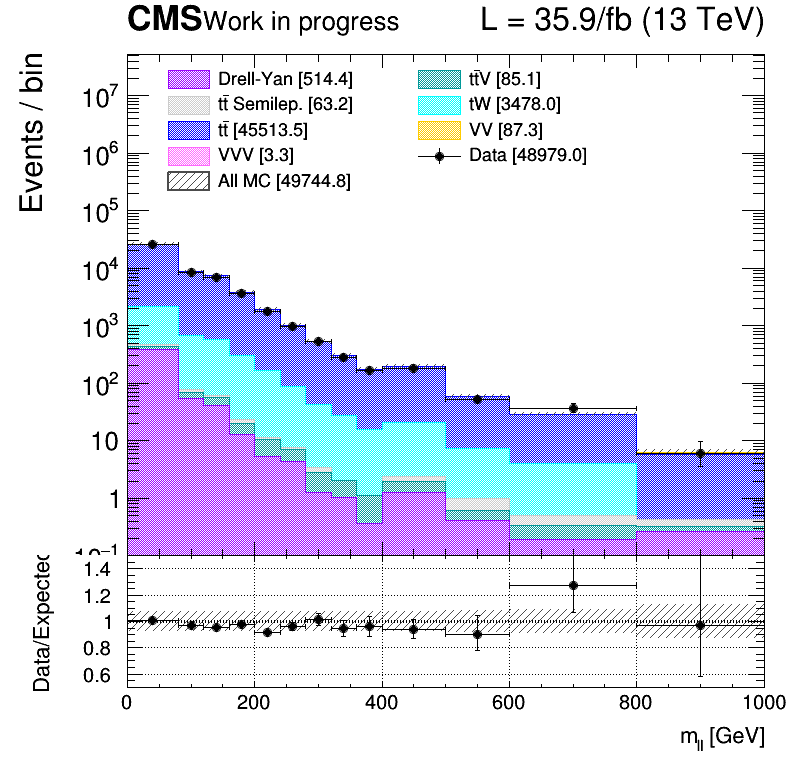 CMS Work in progress L = 35.9/fb (13 TeV)
Events / bin
Drell-Yan [514.4]
tt̄ Semilep. [63.2]
tt̄ [45513.5]
VVV [3.3]
All MC [49744.8]
tt̄V [85.1]
tW [3478.0]
VV [87.3]
Data [48979.0]
10⁷
10⁶
10⁵
10⁴
10³
10²
10
1
10⁻¹
Data/Expected
1.4
1.2
1
0.8
0.6
0 200 400 600 800 1000
m_ll [GeV]